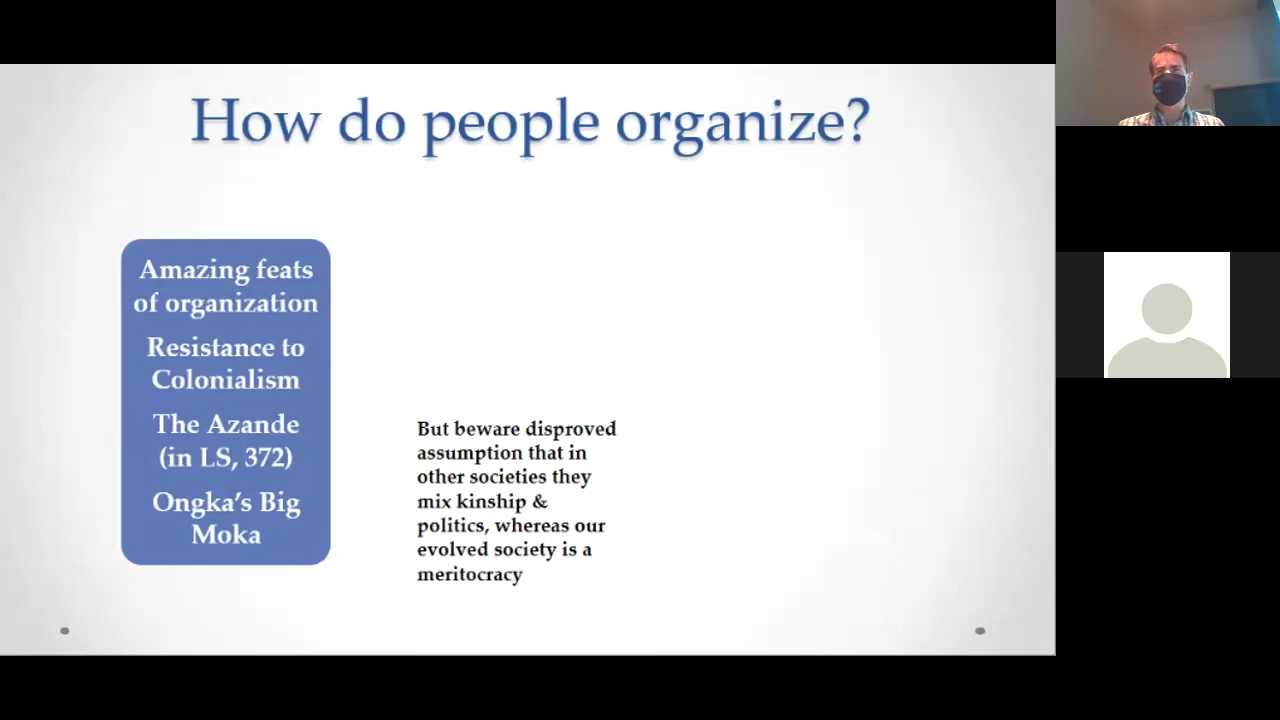 How do people organize?
Amazing feats
of organization
Resistance to
Colonialism
The Azande
(in LS, 372)
Ongka’s Big
Moka
But beware disproved
assumption that in
other societies they
mix kinship &
politics, whereas our
evolved society is a
meritocracy